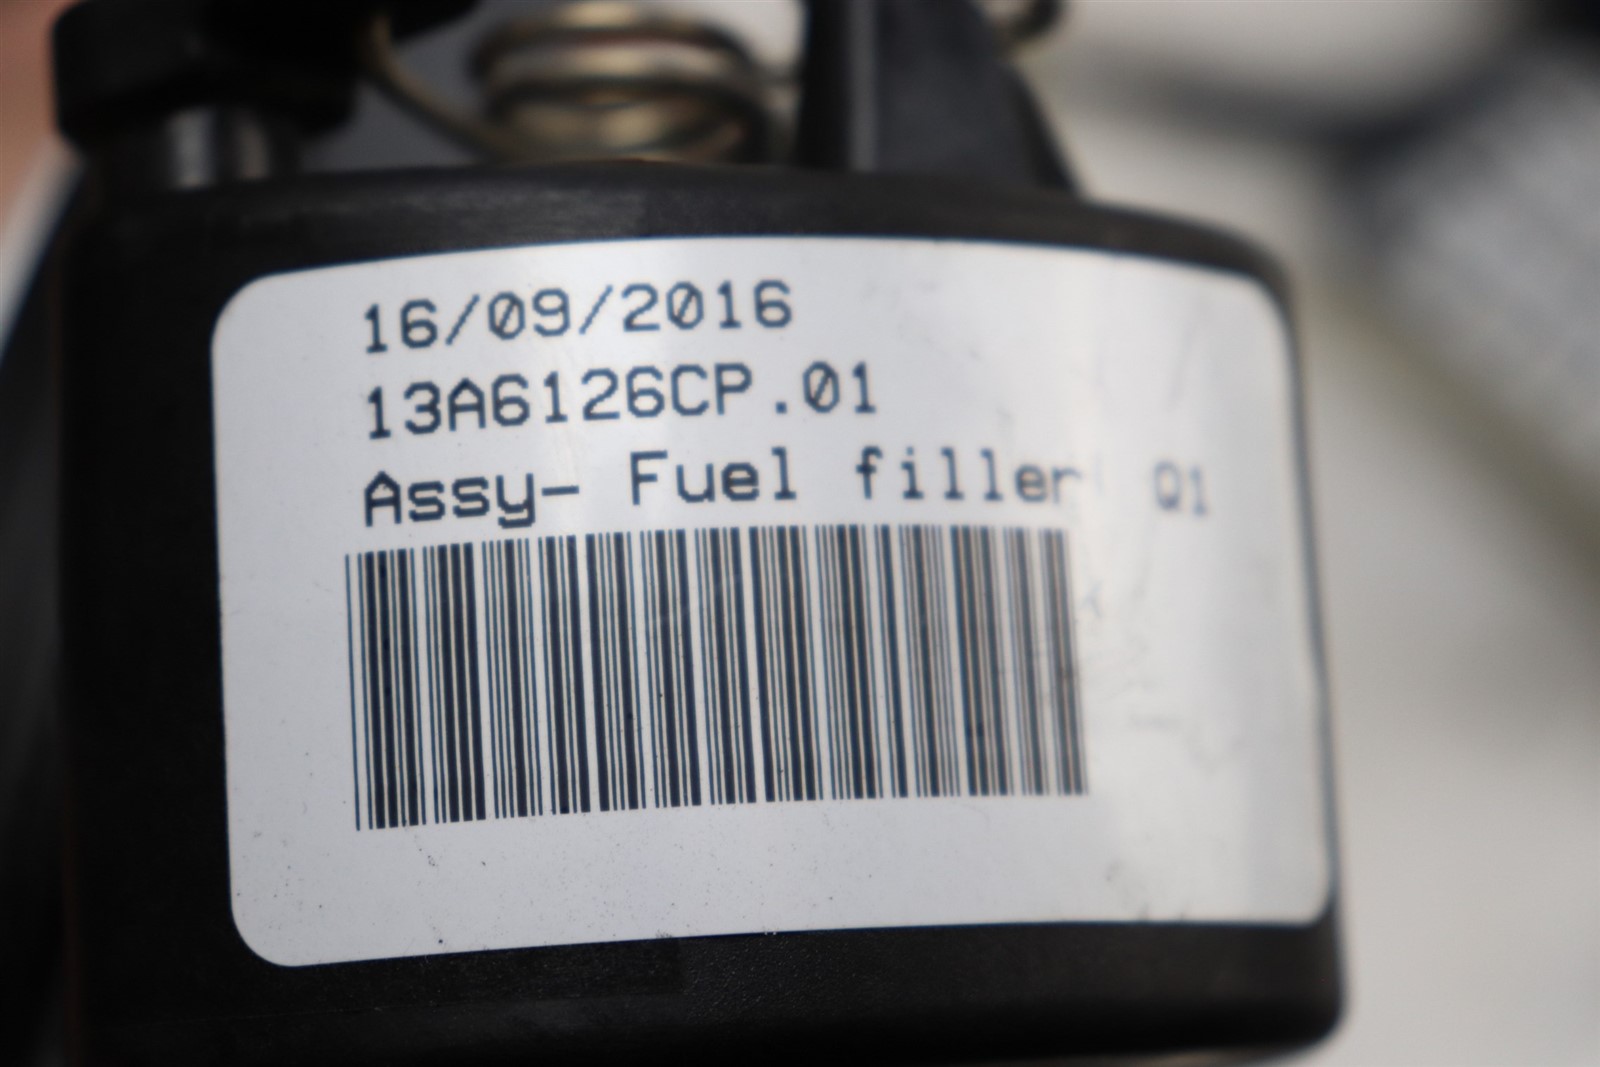 16/09/2016
13A6126CP.01
Assy- Fuel filler Q1